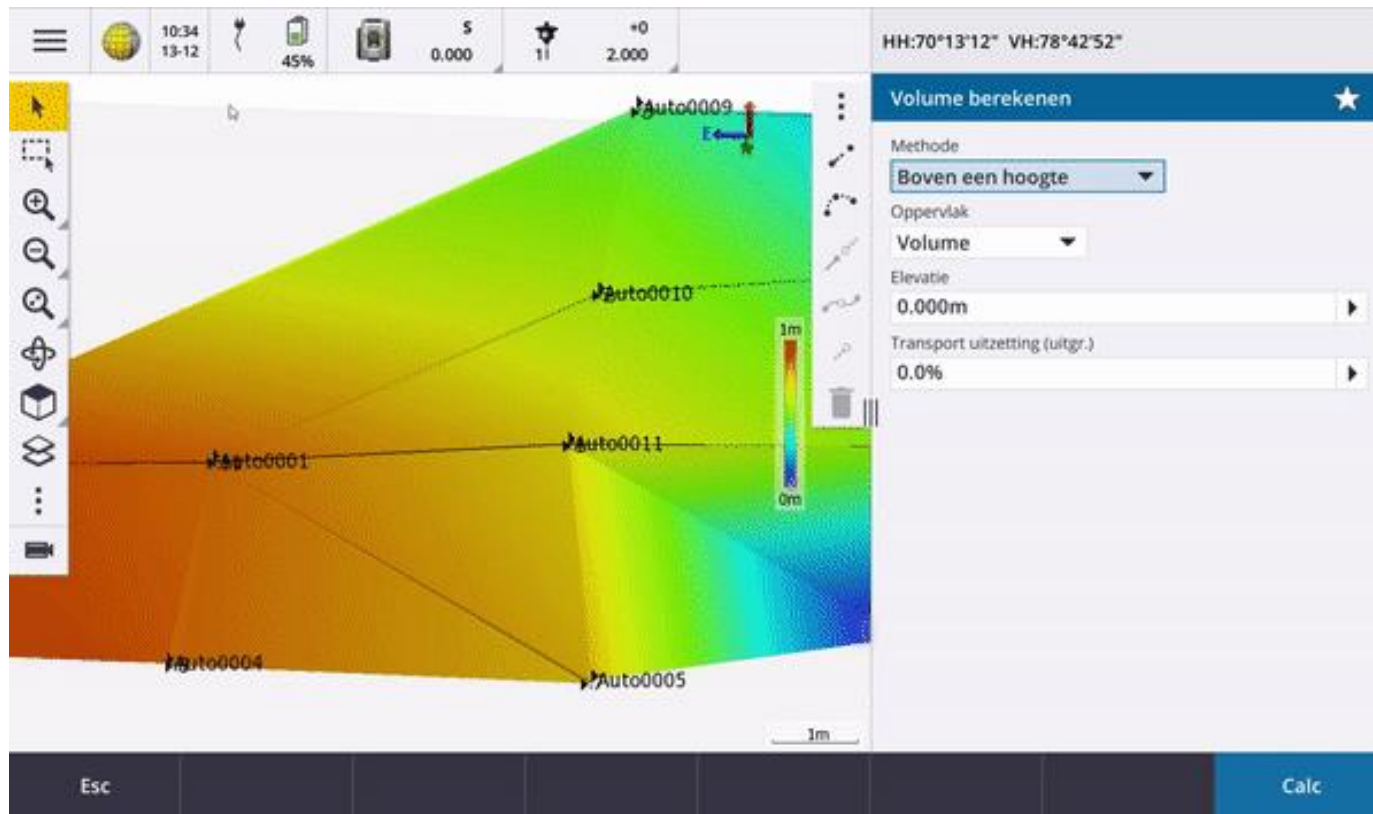 10:34
13-12
45%
S
0.000
1
+0
2.000
HH:70°13'12" VH:78°42'52"
Volume berekenen
Methode
Boven een hoogte
Oppervlak
Volume
Elevatie
0.000m
Transport uitzetting (uitgr.)
0.0%
Auto0009
E
Auto0010
1m
Auto0011
Auto0001
0m
Auto0004
Auto0005
1m
Esc
Calc